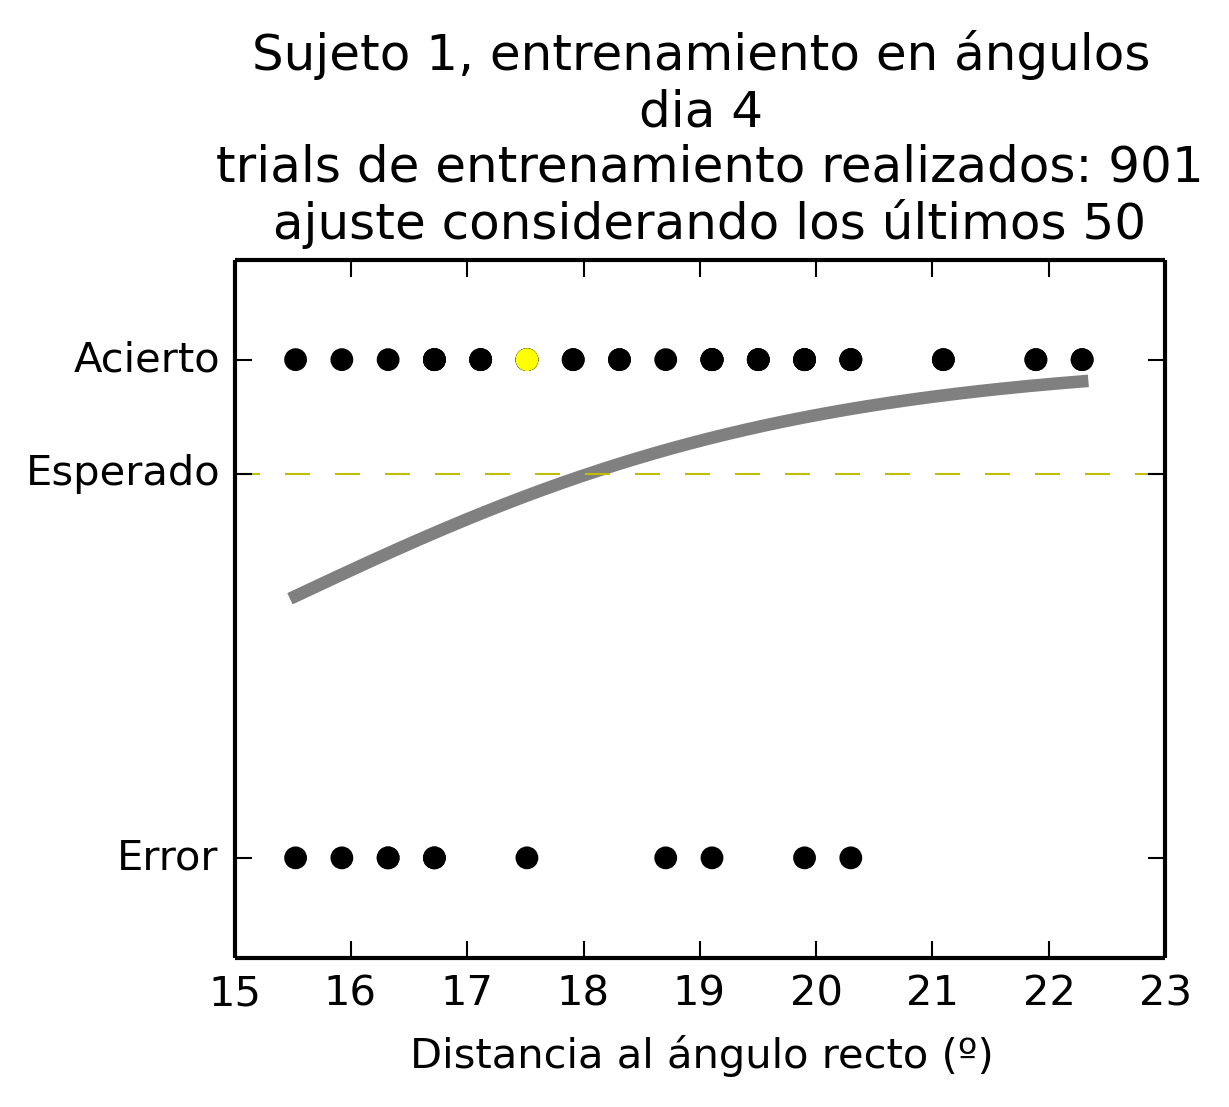 Sujeto 1, entrenamiento en ángulos
dia 4
trials de entrenamiento realizados: 901
ajuste considerando los últimos 50
Acierto
Esperado
Error
15 16 17 18 19 20 21 22 23
Distancia al ángulo recto (º)